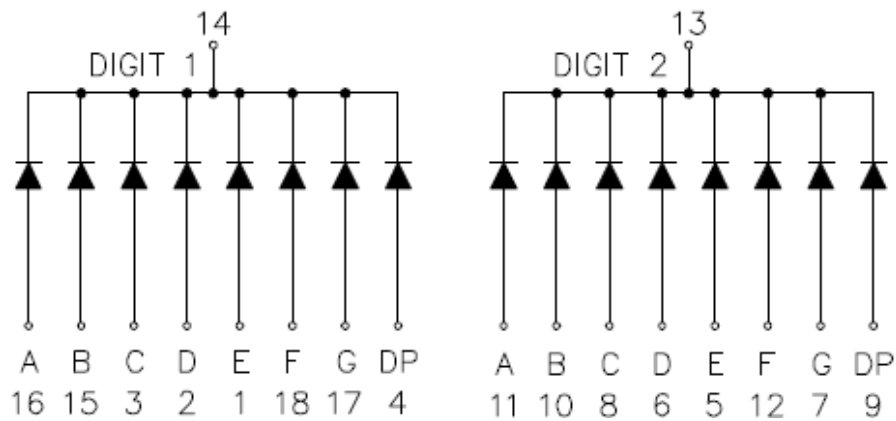 14 13
DIGIT 1 DIGIT 2
A B C D E F G DP A B C D E F G DP
16 15 3 2 1 18 17 4 11 10 8 6 5 12 7 9